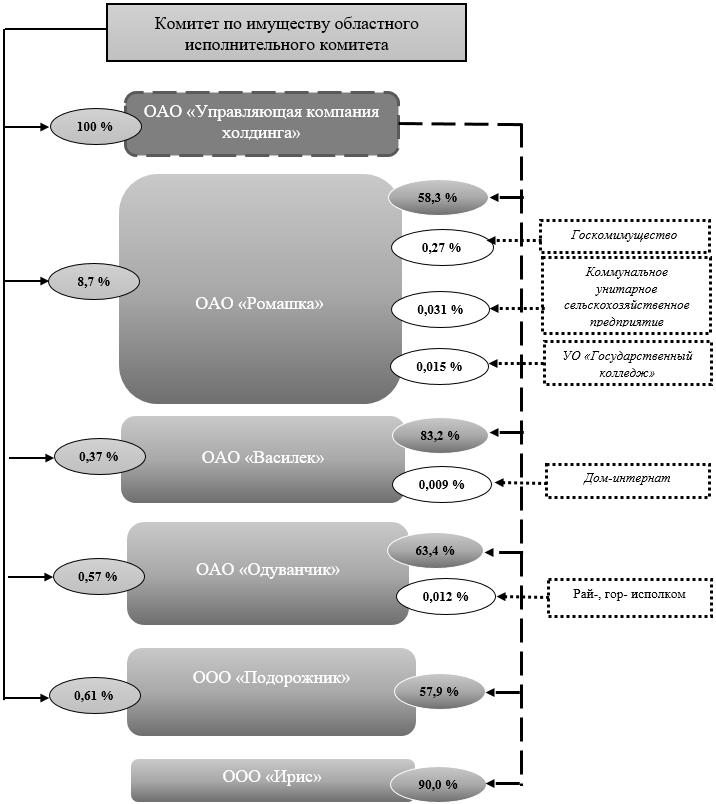 Комитет по имуществу областного
исполнительного комитета
ОАО «Управляющая компания
холдинга»
100 %
58,3 %
Госкомимущество
0,27 %
Коммунальное
унитарное
сельскохозяйственное
предприятие
8,7 %
ОАО «Ромашка»
0,031 %
УО «Государственный
колледж»
0,015 %
83,2 %
0,37 %
ОАО «Василек»
0,009 %
Дом-интернат
63,4 %
0,57 %
ОАО «Одуванчик»
0,012 %
Рай-, гор- исполком
ООО «Подорожник»
0,61 %
57,9 %
ООО «Ирис»
90,0 %